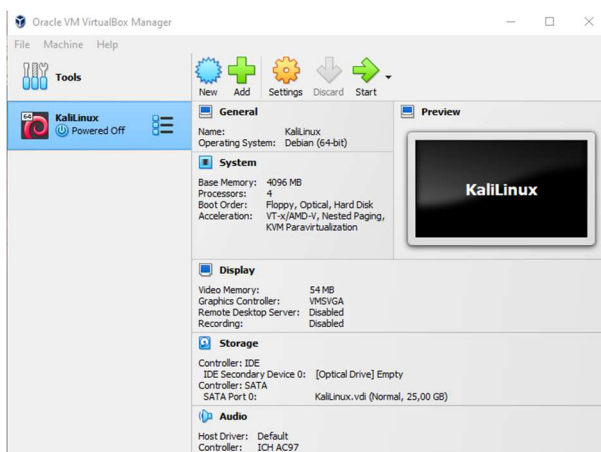 Oracle VM VirtualBox Manager
File Machine Help
Tools
New Add Settings Discard Start
64
KaliLinux
Powered Off
General
Name: KaliLinux
Operating System: Debian (64-bit)
Preview
KaliLinux
System
Base Memory: 4096 MB
Processors: 4
Boot Order: Floppy, Optical, Hard Disk
Acceleration: VT-x/AMD-V, Nested Paging,
KVM Paravirtualization
Display
Video Memory: 54 MB
Graphics Controller: VMSVGA
Remote Desktop Server: Disabled
Recording: Disabled
Storage
Controller: IDE
IDE Secondary Device 0: [Optical Drive] Empty
Controller: SATA
SATA Port 0: KaliLinux.vdi (Normal, 25,00 GB)
Audio
Host Driver: Default
Controller: ICH AC97